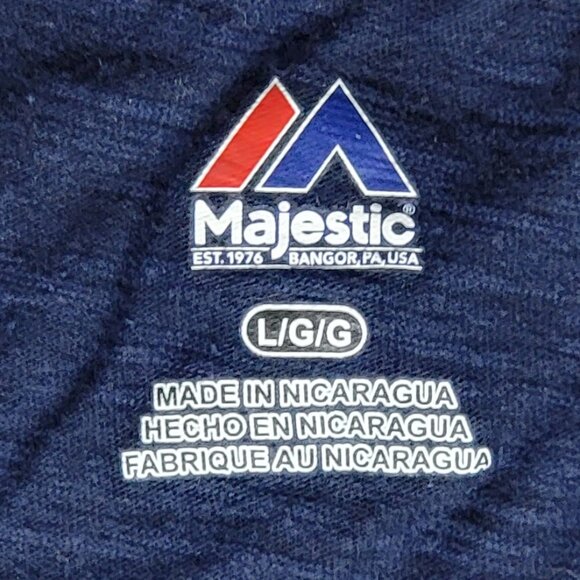 Majestic®
EST. 1976 BANGOR, PA, USA
L/G/G
MADE IN NICARAGUA
HECHO EN NICARAGUA
FABRIQUE AU NICARAGUA